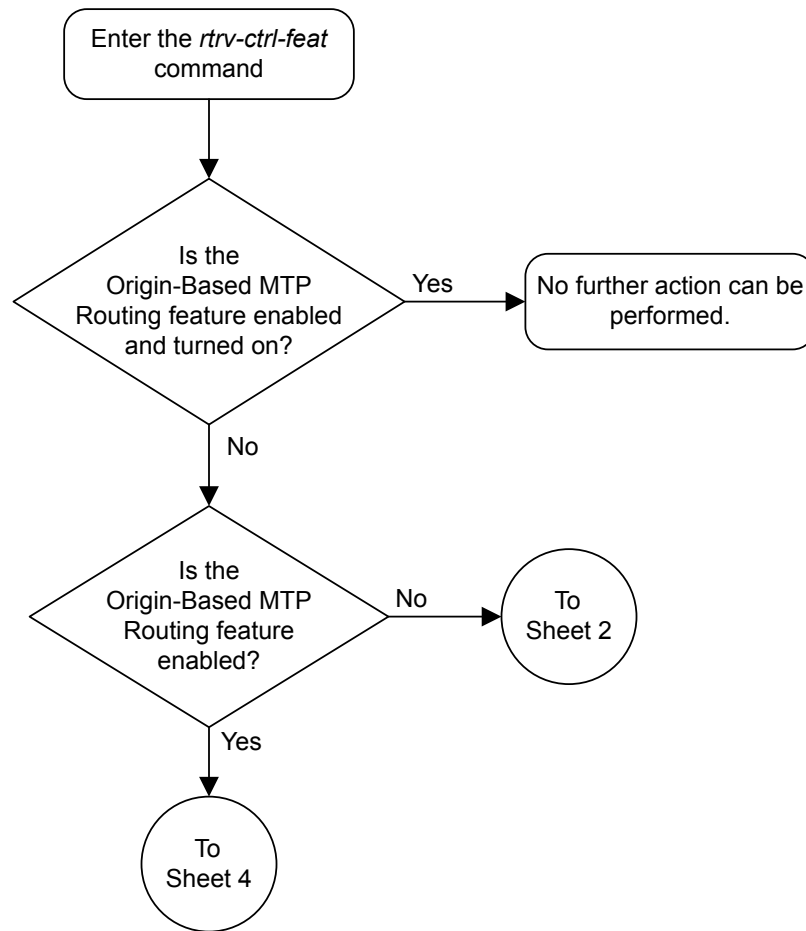 Enter the rtrv-ctrl-feat
command
Is the
Origin-Based MTP
Routing feature enabled
and turned on?
Yes
No further action can be
performed.
No
Is the
Origin-Based MTP
Routing feature
enabled?
No
To
Sheet 2
Yes
To
Sheet 4